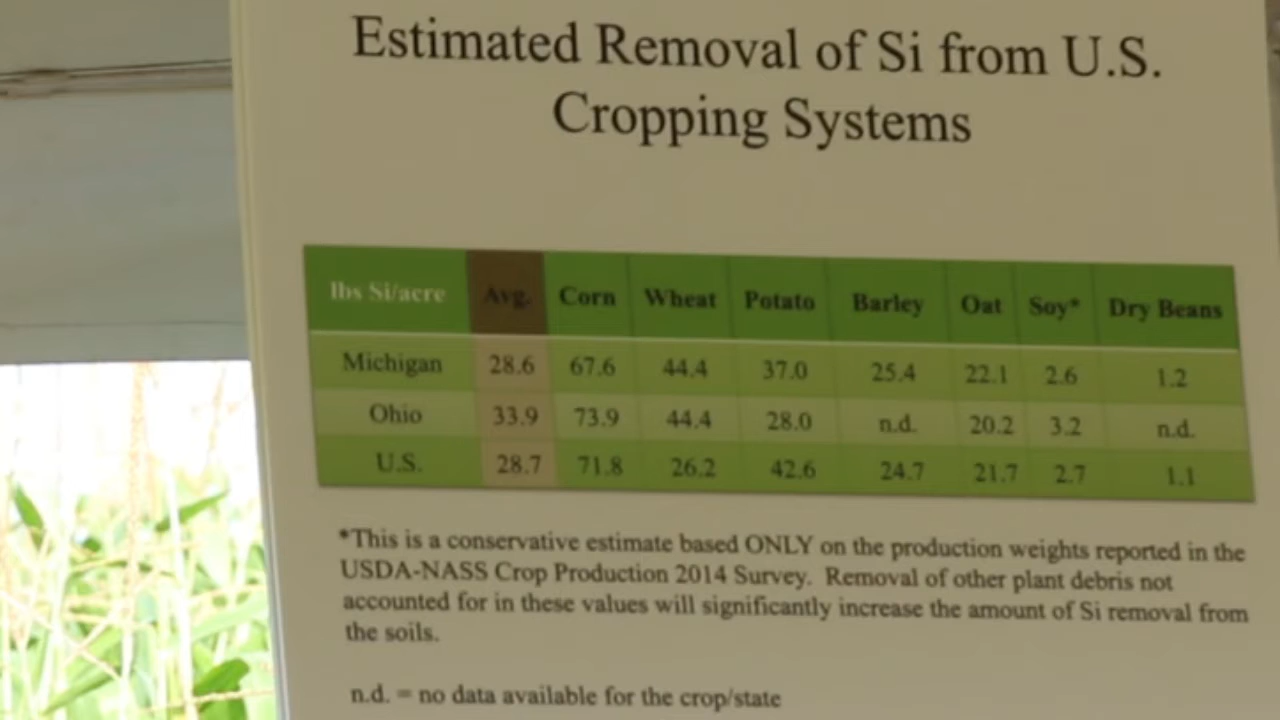 Estimated Removal of Si from U.S.
Cropping Systems
lbs Si/acre Avg. Corn Wheat Potato Barley Oat Soy* Dry Beans
Michigan 28.6 67.6 44.4 37.0 25.4 22.1 2.6 1.2
Ohio 33.9 73.9 44.4 28.0 n.d. 20.2 3.2 n.d.
U.S. 28.7 71.8 26.2 42.6 24.7 21.7 2.7 1.1
*This is a conservative estimate based ONLY on the production weights reported in the
USDA-NASS Crop Production 2014 Survey. Removal of other plant debris not
accounted for in these values will significantly increase the amount of Si removal from
the soils.
n.d. = no data available for the crop/state